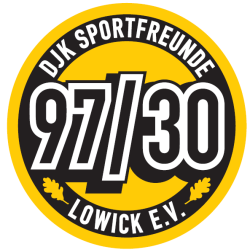 DJK SPORTFREUNDE
97/30
LOWICK E.V.